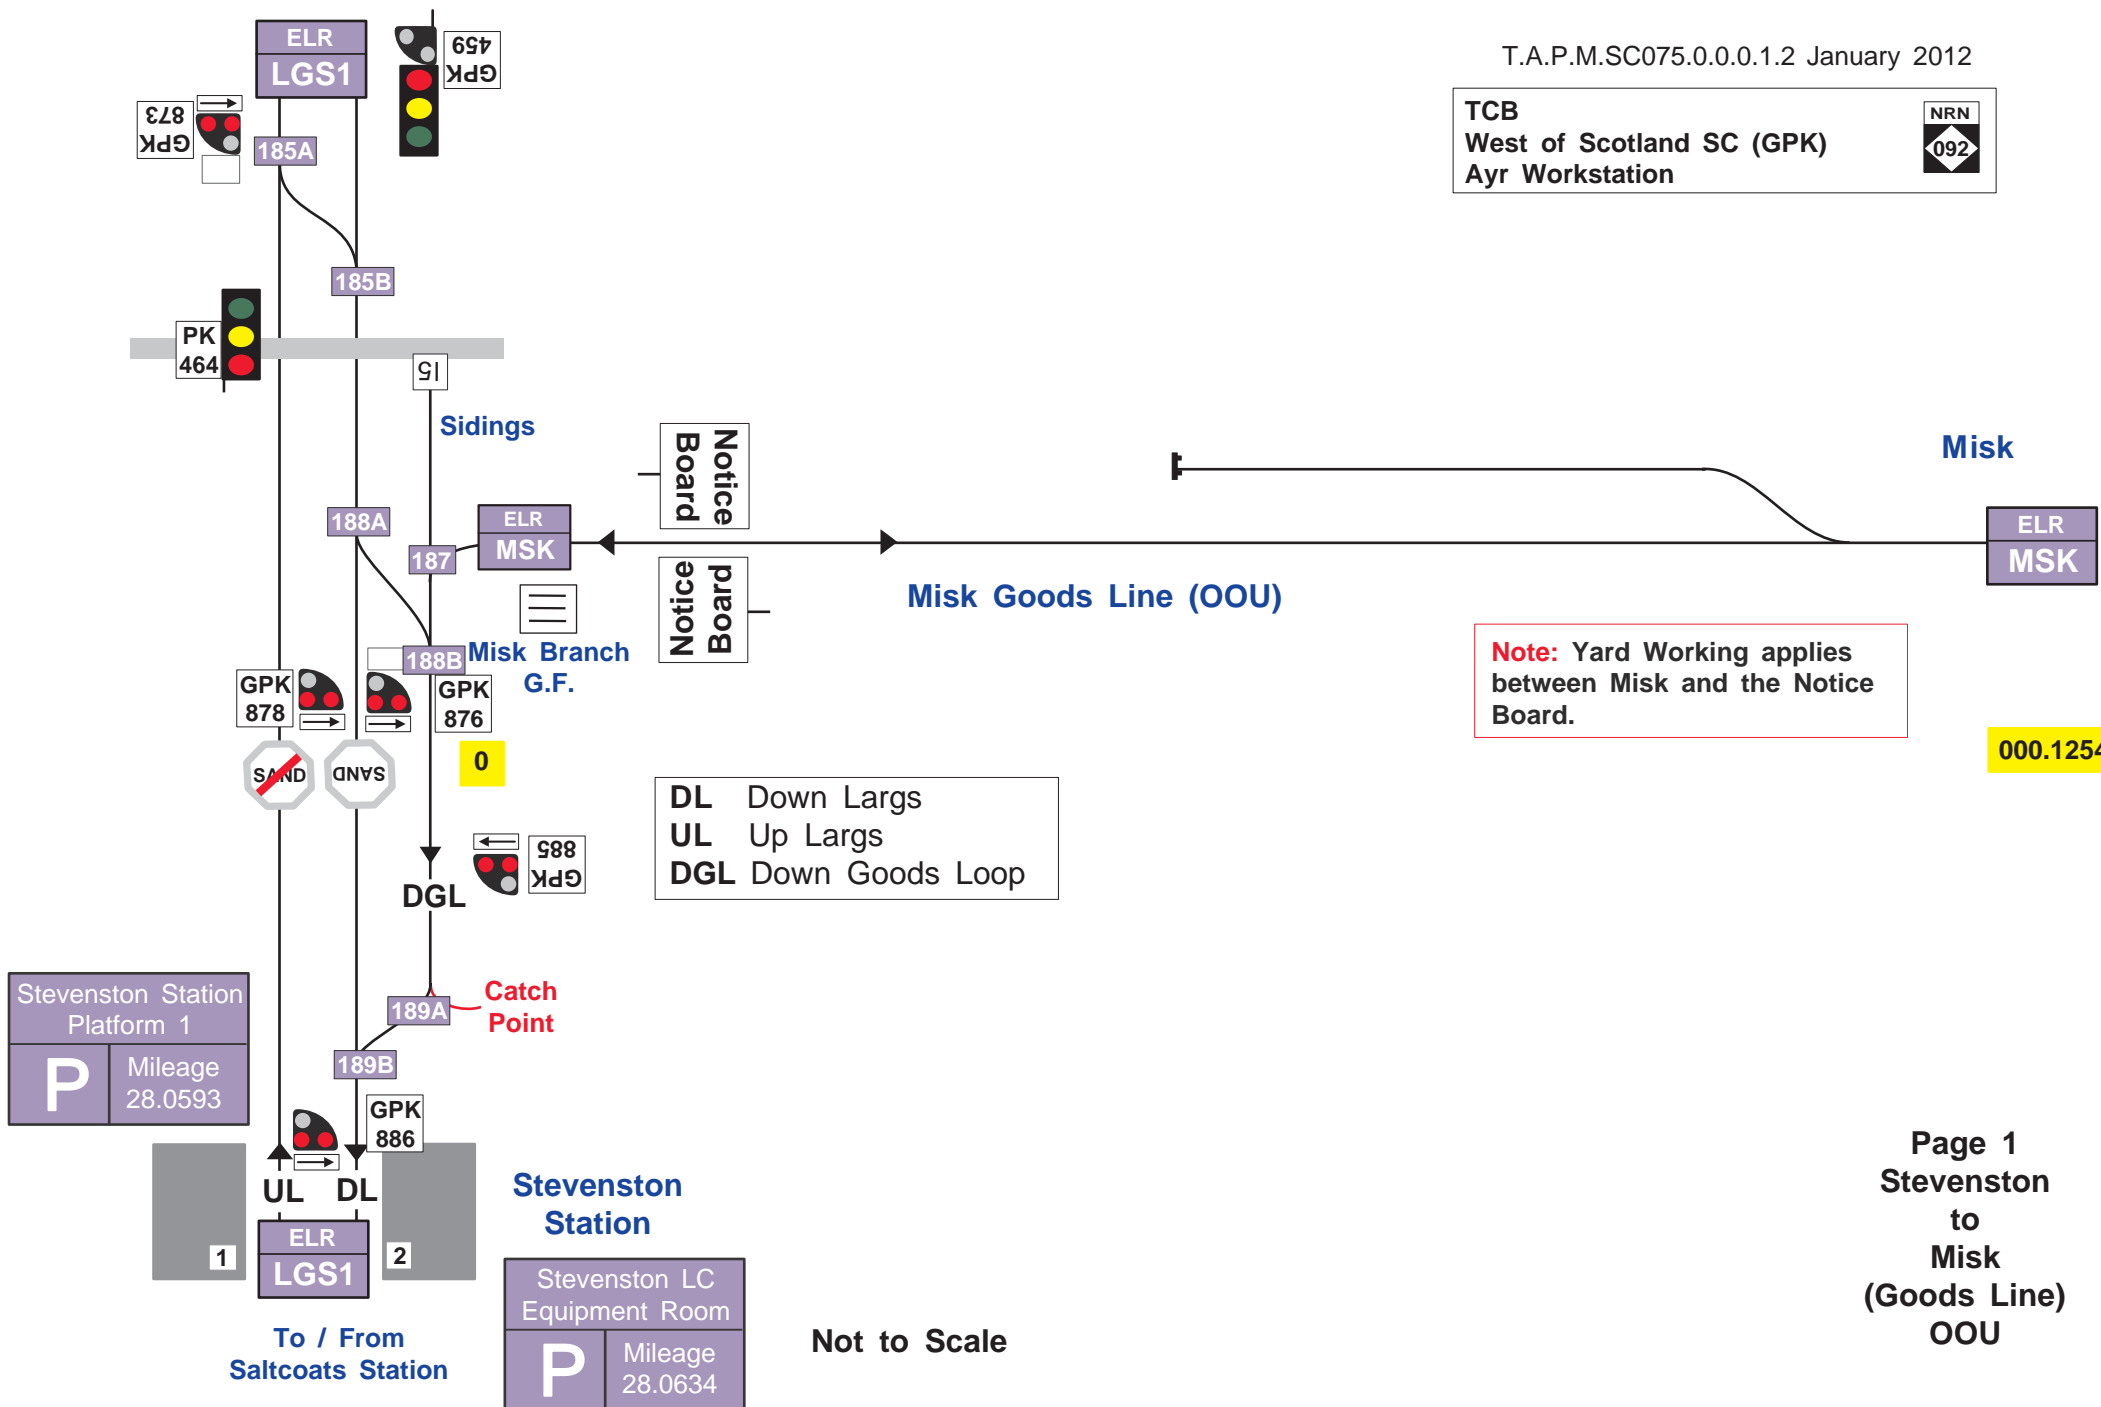 T.A.P.M.SC075.0.0.0.1.2 January 2012
TCB
West of Scotland SC (GPK)
Ayr Workstation
NRN
092
ELR
LGS1
GPK
459
GPK
873
185A
185B
PK
464
15
Sidings
Notice
Board
Misk
188A
187
ELR
MSK
ELR
MSK
Notice
Board
Misk Goods Line (OOU)
188B
Misk Branch
G.F.
Note: Yard Working applies
between Misk and the Notice
Board.
GPK
878
GPK
876
0
000.1254
SAND
SAND
DL Down Largs
UL Up Largs
DGL Down Goods Loop
GPK
885
DGL
Stevenston Station
Platform 1
P
Mileage
28.0593
189A
Catch
Point
189B
GPK
886
UL
DL
1
2
ELR
LGS1
Stevenston
Station
Stevenston LC
Equipment Room
P
Mileage
28.0634
To / From
Saltcoats Station
Not to Scale
Page 1
Stevenston
to
Misk
(Goods Line)
OOU